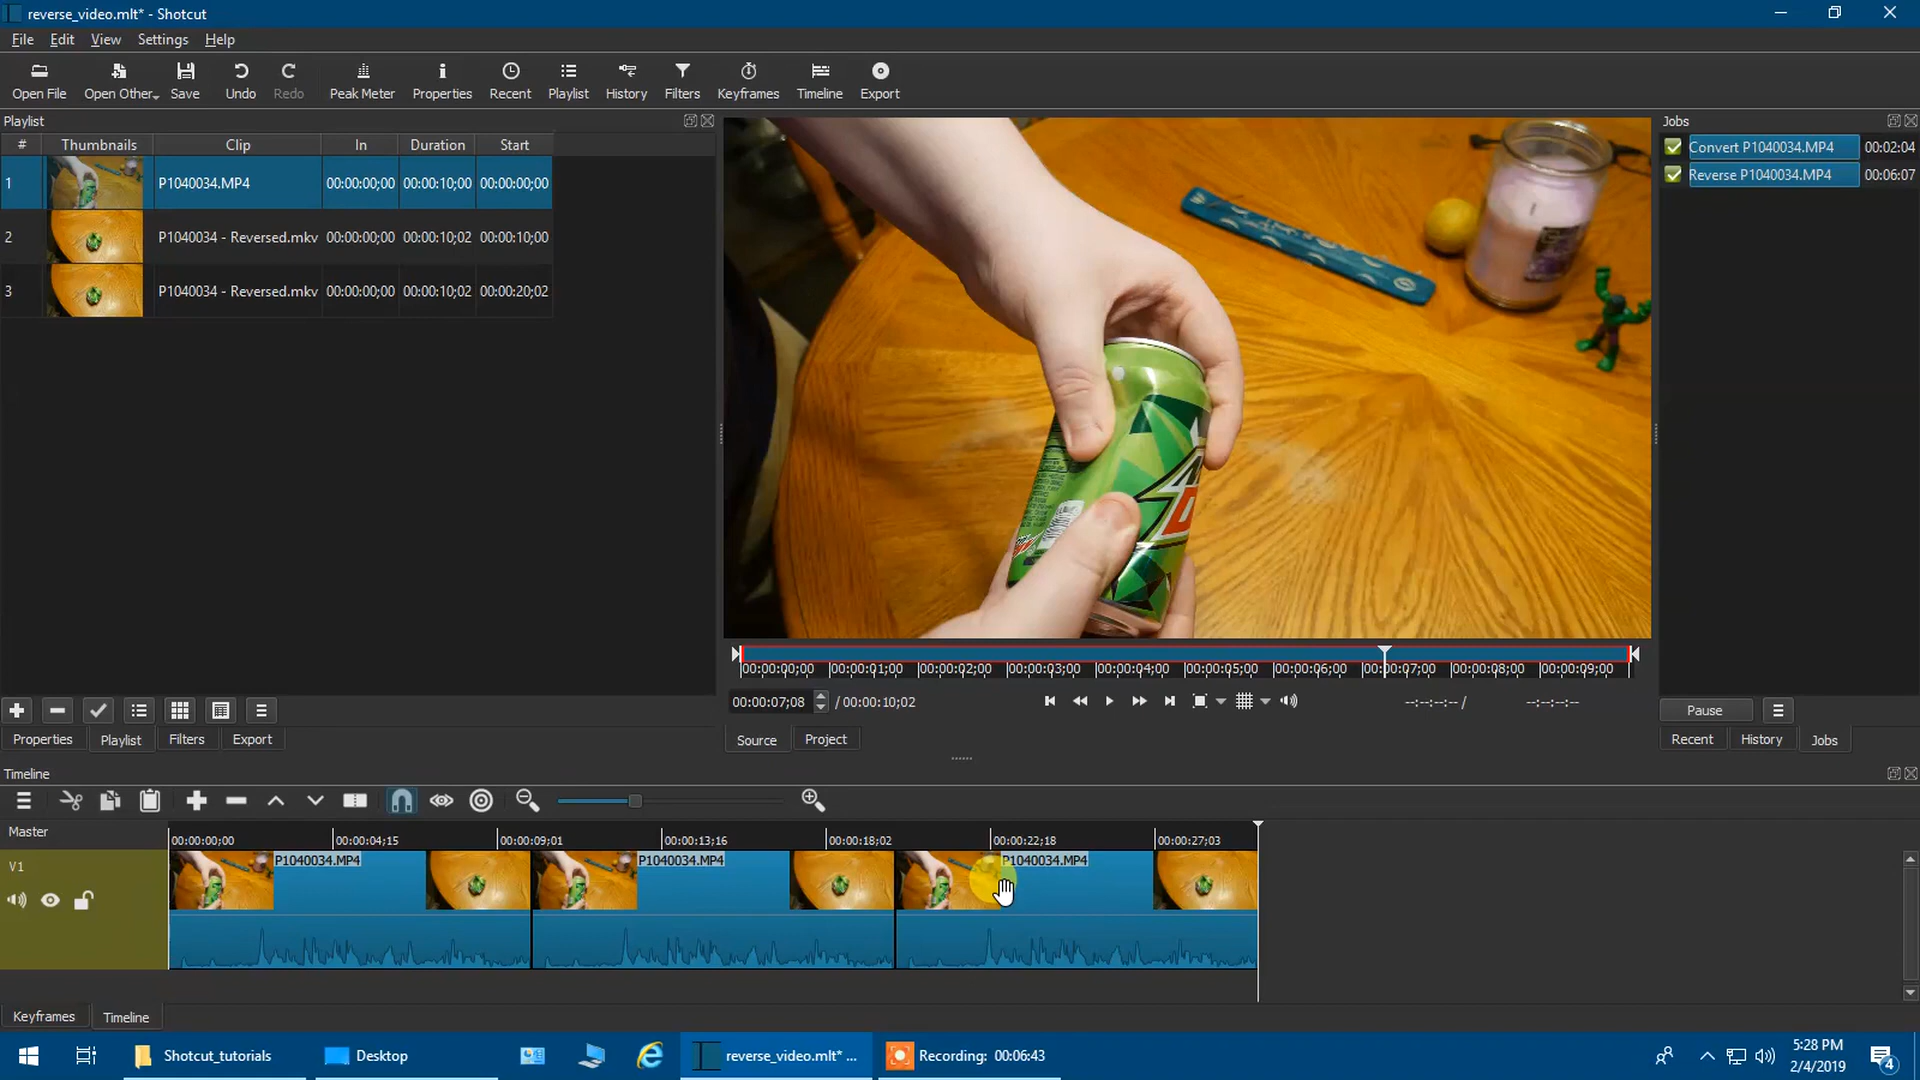 reverse_video.mlt* - Shotcut
File Edit View Settings Help
Open File Open Other Save Undo Redo Peak Meter Properties Recent Playlist History Filters Keyframes Timeline Export
Playlist
# Thumbnails Clip In Duration Start
1 P1040034.MP4 00:00:00;00 00:00:10;00 00:00:00;00
2 P1040034 - Reversed.mkv 00:00:00;00 00:00:10;02 00:00:10;00
3 P1040034 - Reversed.mkv 00:00:00;00 00:00:10;02 00:00:20;02
Properties Playlist Filters Export
00:00:00;00 00:00:01;00 00:00:02;00 00:00:03;00 00:00:04;00 00:00:05;00 00:00:06;00 00:00:07;00 00:00:08;00 00:00:09;00
00:00:07;08 / 00:00:10;02 --:--:--:-- / --:--:--:--
Source Project
Jobs
Convert P1040034.MP4 00:02:04
Reverse P1040034.MP4 00:06:07
Pause
Recent History Jobs
Timeline
Master
00:00:00;00 00:00:04;15 00:00:09;01 00:00:13;16 00:00:18;02 00:00:22;18 00:00:27;03
V1
P1040034.MP4 P1040034.MP4 P1040034.MP4
Keyframes Timeline
Shotcut_tutorials Desktop reverse_video.mlt* ... Recording: 00:06:43
5:28 PM
2/4/2019
4